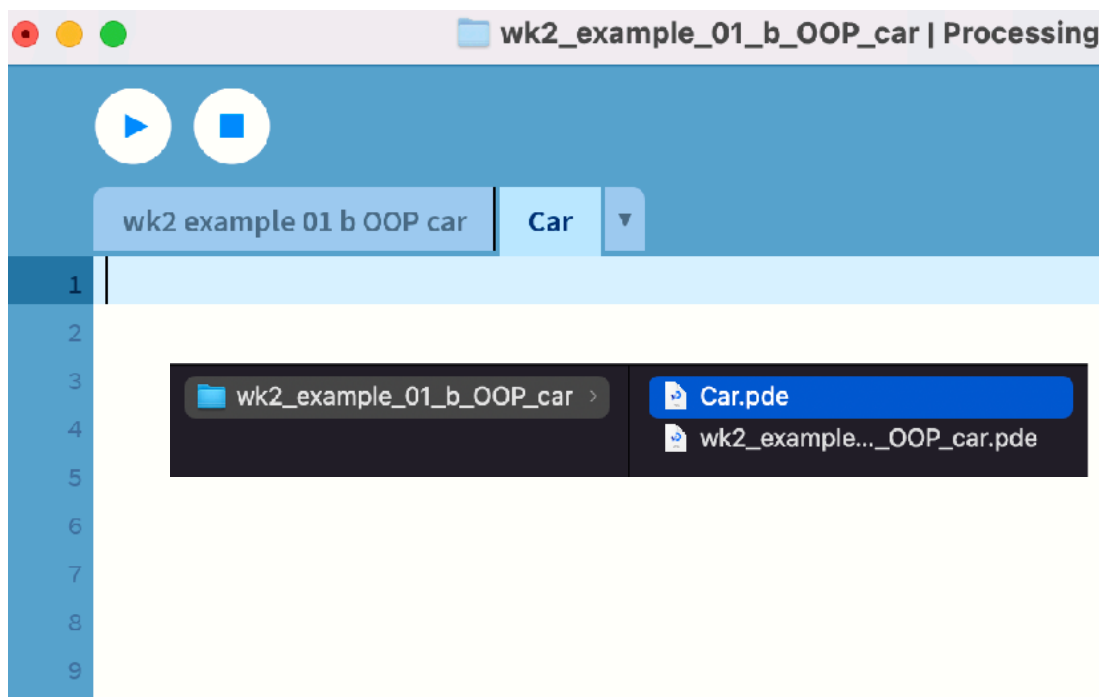 wk2_example_01_b_OOP_car | Processing
wk2 example 01 b OOP car Car ▼
1
2
3
wk2_example_01_b_OOP_car > Car.pde
4
wk2_example..._OOP_car.pde
5
6
7
8
9